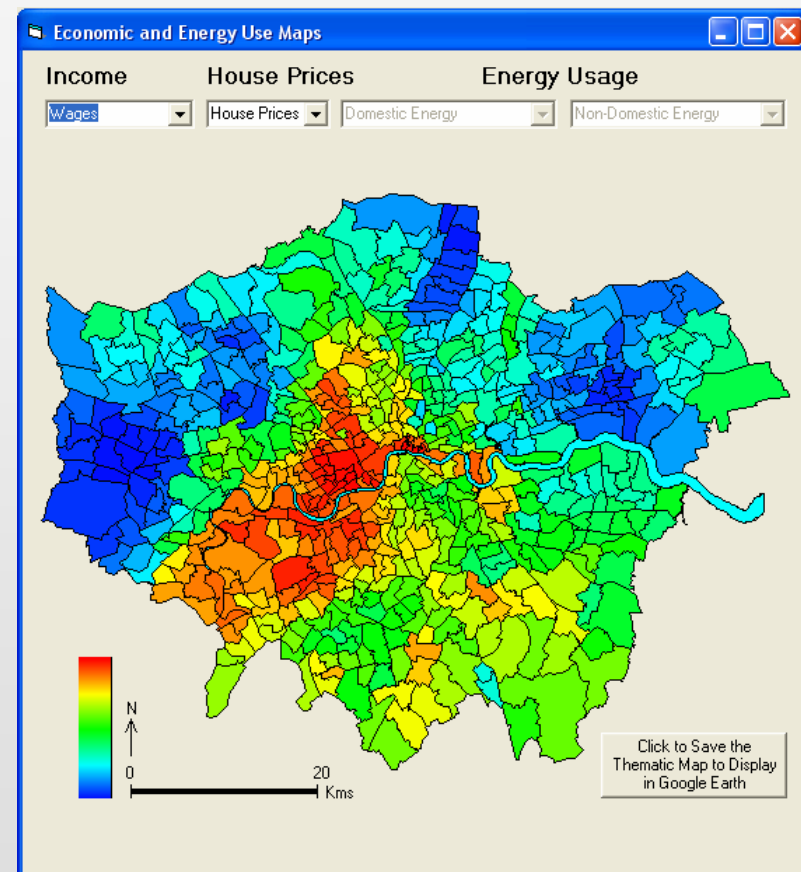 Economic and Energy Use Maps
Income House Prices Energy Usage
Wages House Prices Domestic Energy Non-Domestic Energy
N
0 20
Kms
Click to Save the
Thematic Map to Display
in Google Earth